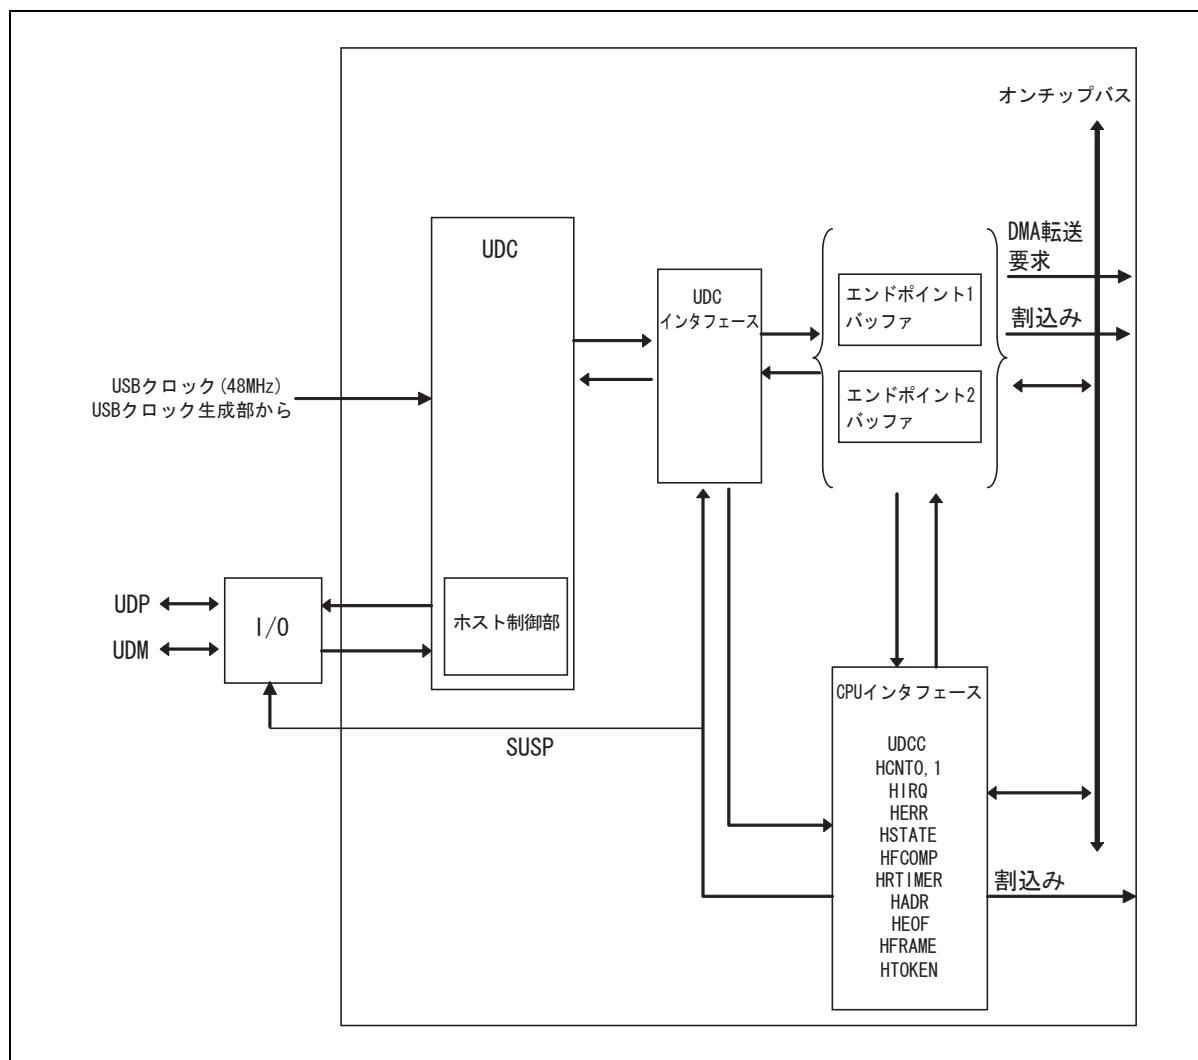 オンチップバス
DMA転送
要求
割込み
UDC
UDC
インタフェース
エンドポイント1
バッファ
エンドポイント2
バッファ
USBクロック(48MHz)
USBクロック生成部から
UDP
UDM
I/O
ホスト制御部
SUSP
CPUインタフェース
UDCC
HCNT0,1
HIRQ
HERR
HSTATE
HFCOMP
HRTIMER
HADR
HEOF
HFRAME
HTOKEN
割込み